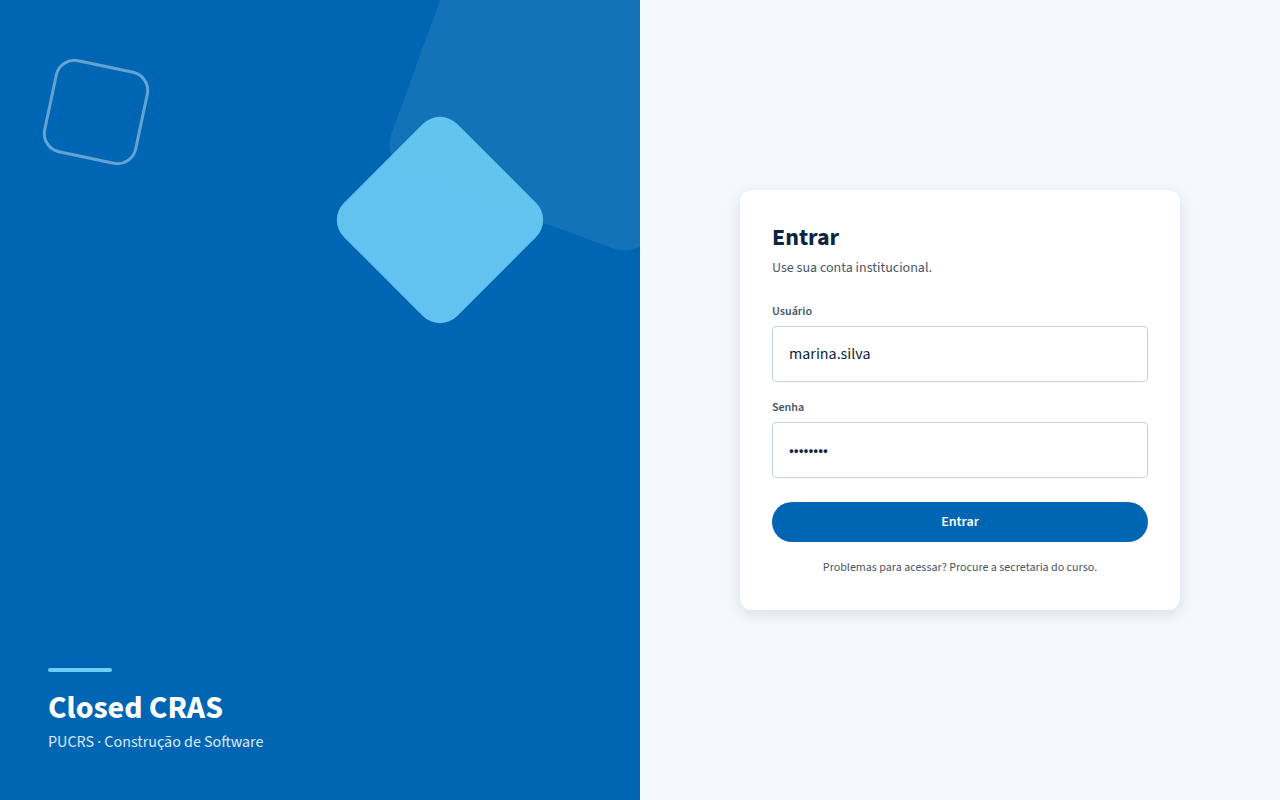 Closed CRAS
PUCRS · Construção de Software
Entrar
Use sua conta institucional.
Usuário
marina.silva
Senha
••••••••
Entrar
Problemas para acessar? Procure a secretaria do curso.